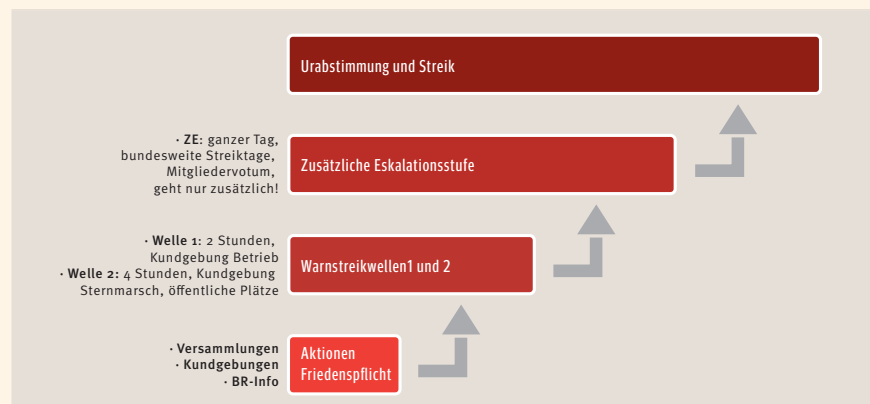 Urabstimmung und Streik
· ZE: ganzer Tag,
bundesweite Streiktage,
Mitgliedervotum,
geht nur zusätzlich!
Zusätzliche Eskalationsstufe
· Welle 1: 2 Stunden,
Kundgebung Betrieb
· Welle 2: 4 Stunden, Kundgebung
Sternmarsch, öffentliche Plätze
Warnstreikwellen1 und 2
· Versammlungen
· Kundgebungen
· BR-Info
Aktionen
Friedenspflicht